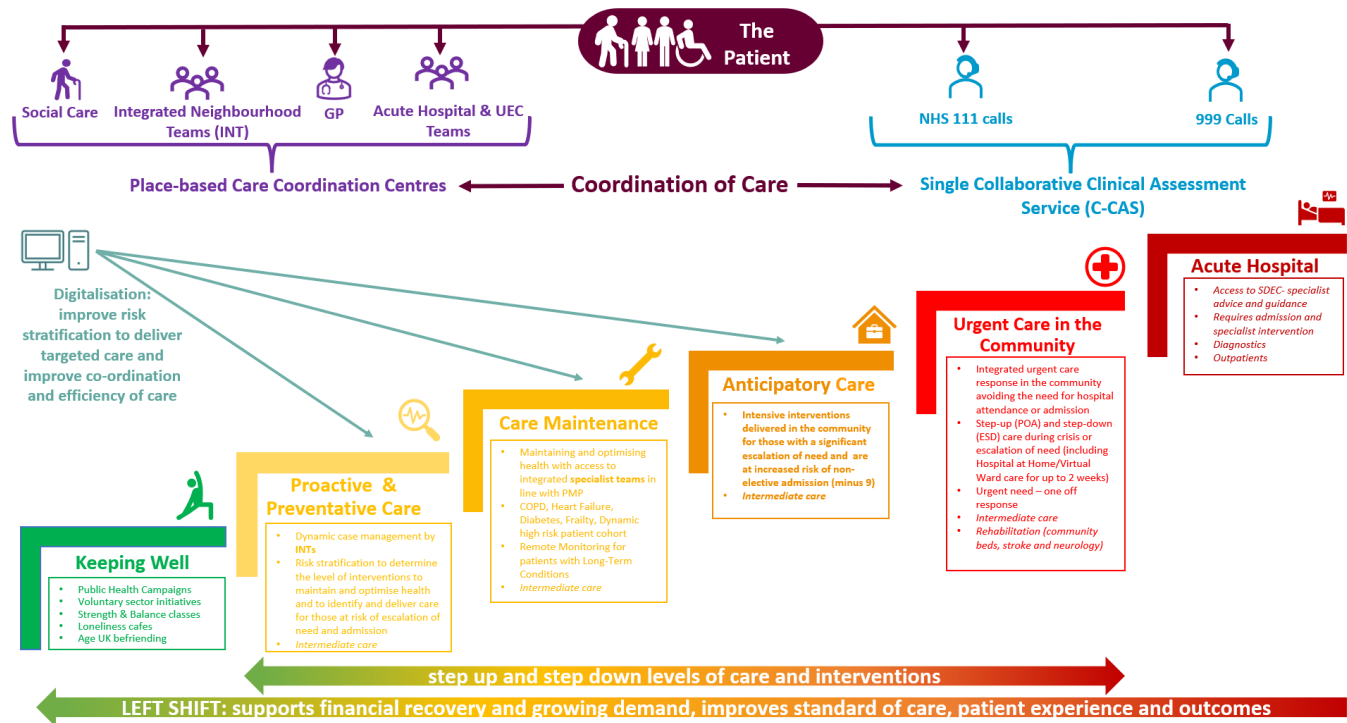 The
Patient
Social Care
Integrated Neighbourhood
Teams (INT)
GP
Acute Hospital & UEC
Teams
NHS 111 calls
999 Calls
Place-based Care Coordination Centres
Coordination of Care
Single Collaborative Clinical Assessment
Service (C-CAS)
Digitalisation:
improve risk
stratification to deliver
targeted care and
improve co-ordination
and efficiency of care
Keeping Well
• Public Health Campaigns
• Voluntary sector initiatives
• Strength & Balance classes
• Loneliness cafes
• Age UK befriending
Proactive &
Preventative Care
• Dynamic case management by
INTs
• Risk stratification to determine
the level of interventions to
maintain and optimise health
and to identify and deliver care
for those at risk of escalation of
need and admission
• Intermediate care
Care Maintenance
• Maintaining and optimising
health with access to
integrated specialist teams in
line with PMP
• COPD, Heart Failure,
Diabetes, Frailty, Dynamic
high risk patient cohort
• Remote Monitoring for
patients with Long-Term
Conditions
• Intermediate care
Anticipatory Care
• Intensive interventions
delivered in the community
for those with a significant
escalation of need and are
at increased risk of non-
elective admission (minus 9)
• Intermediate care
Urgent Care in the
Community
• Integrated urgent care
response in the community
avoiding the need for hospital
attendance or admission
• Step-up (POA) and step-down
(ESD) care during crisis or
escalation of need (including
Hospital at Home/Virtual
Ward care for up to 2 weeks)
• Urgent need – one off
response
• Intermediate care
• Rehabilitation (community
beds, stroke and neurology)
Acute Hospital
• Access to SDEC- specialist
advice and guidance
• Requires admission and
specialist intervention
• Diagnostics
• Outpatients
step up and step down levels of care and interventions
LEFT SHIFT: supports financial recovery and growing demand, improves standard of care, patient experience and outcomes